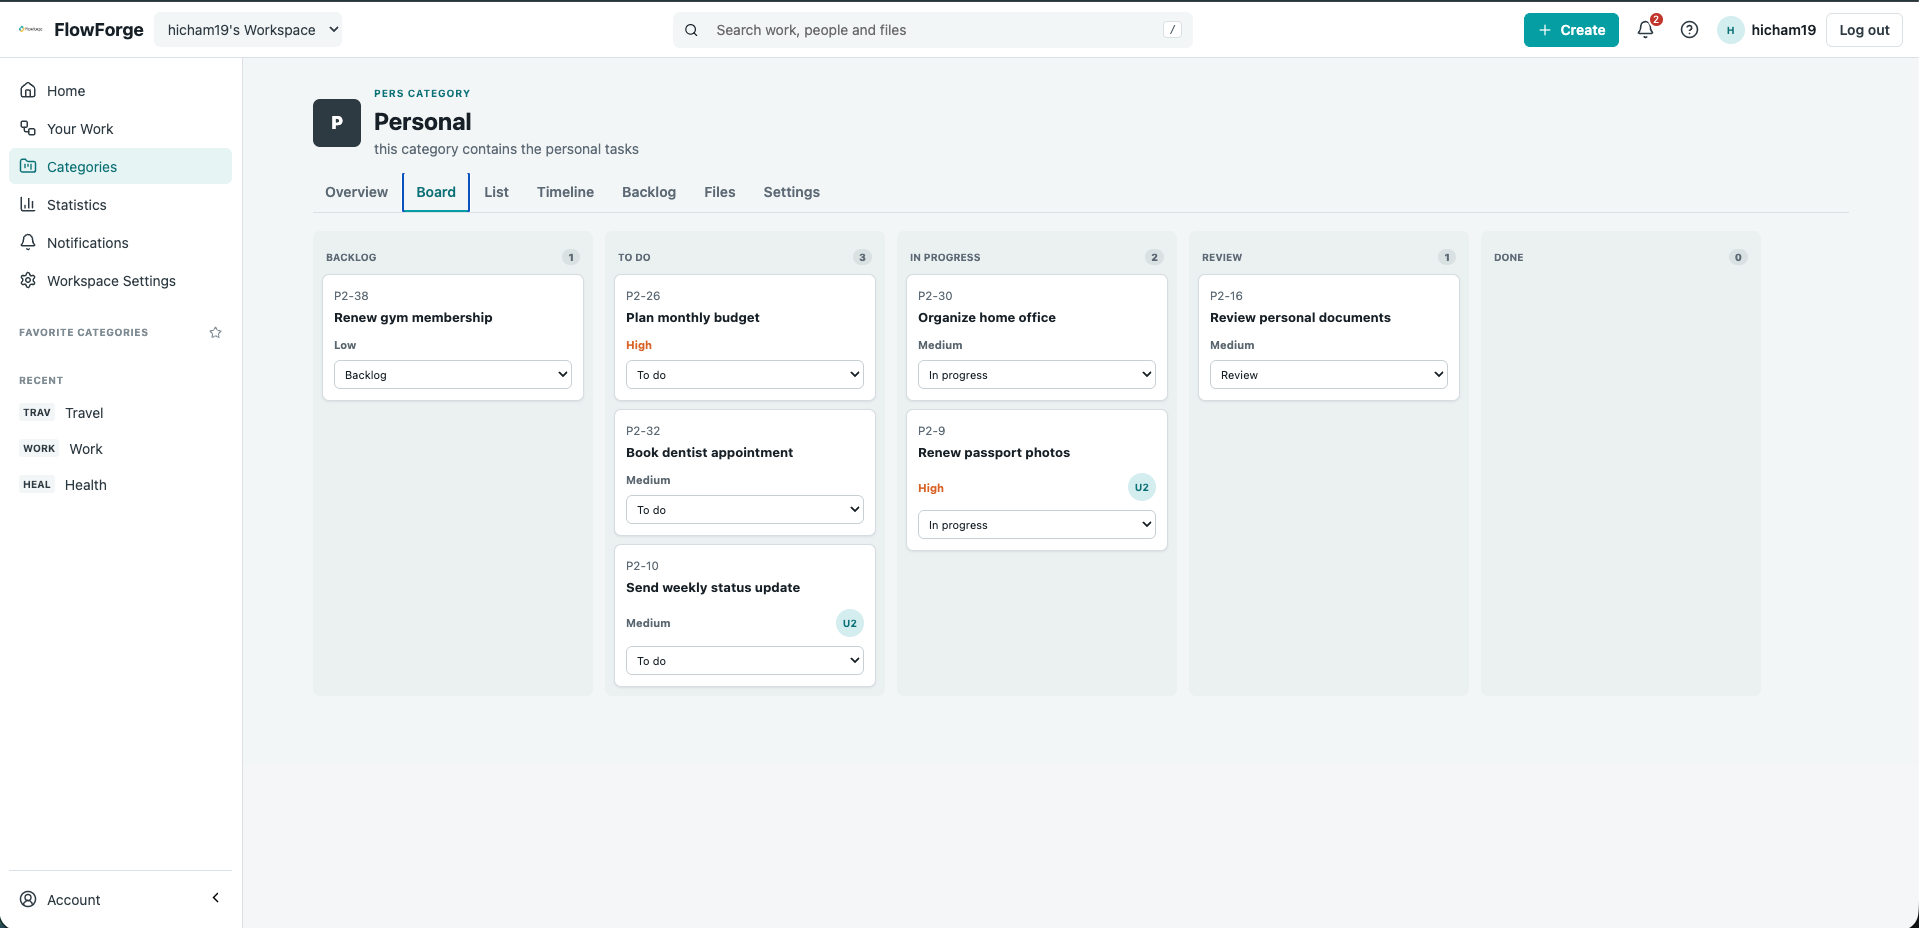 FlowForge
hicham19's Workspace
Search work, people and files
/
+ Create
2
H
hicham19
Log out
Home
Your Work
Categories
Statistics
Notifications
Workspace Settings
FAVORITE CATEGORIES
RECENT
TRAV Travel
WORK Work
HEAL Health
Account
P
PERS CATEGORY
Personal
this category contains the personal tasks
Overview
Board
List
Timeline
Backlog
Files
Settings
BACKLOG 1
P2-38
Renew gym membership
Low
Backlog
TO DO 3
P2-26
Plan monthly budget
High
To do
P2-32
Book dentist appointment
Medium
To do
P2-10
Send weekly status update
Medium
U2
To do
IN PROGRESS 2
P2-30
Organize home office
Medium
In progress
P2-9
Renew passport photos
High
U2
In progress
REVIEW 1
P2-16
Review personal documents
Medium
Review
DONE 0